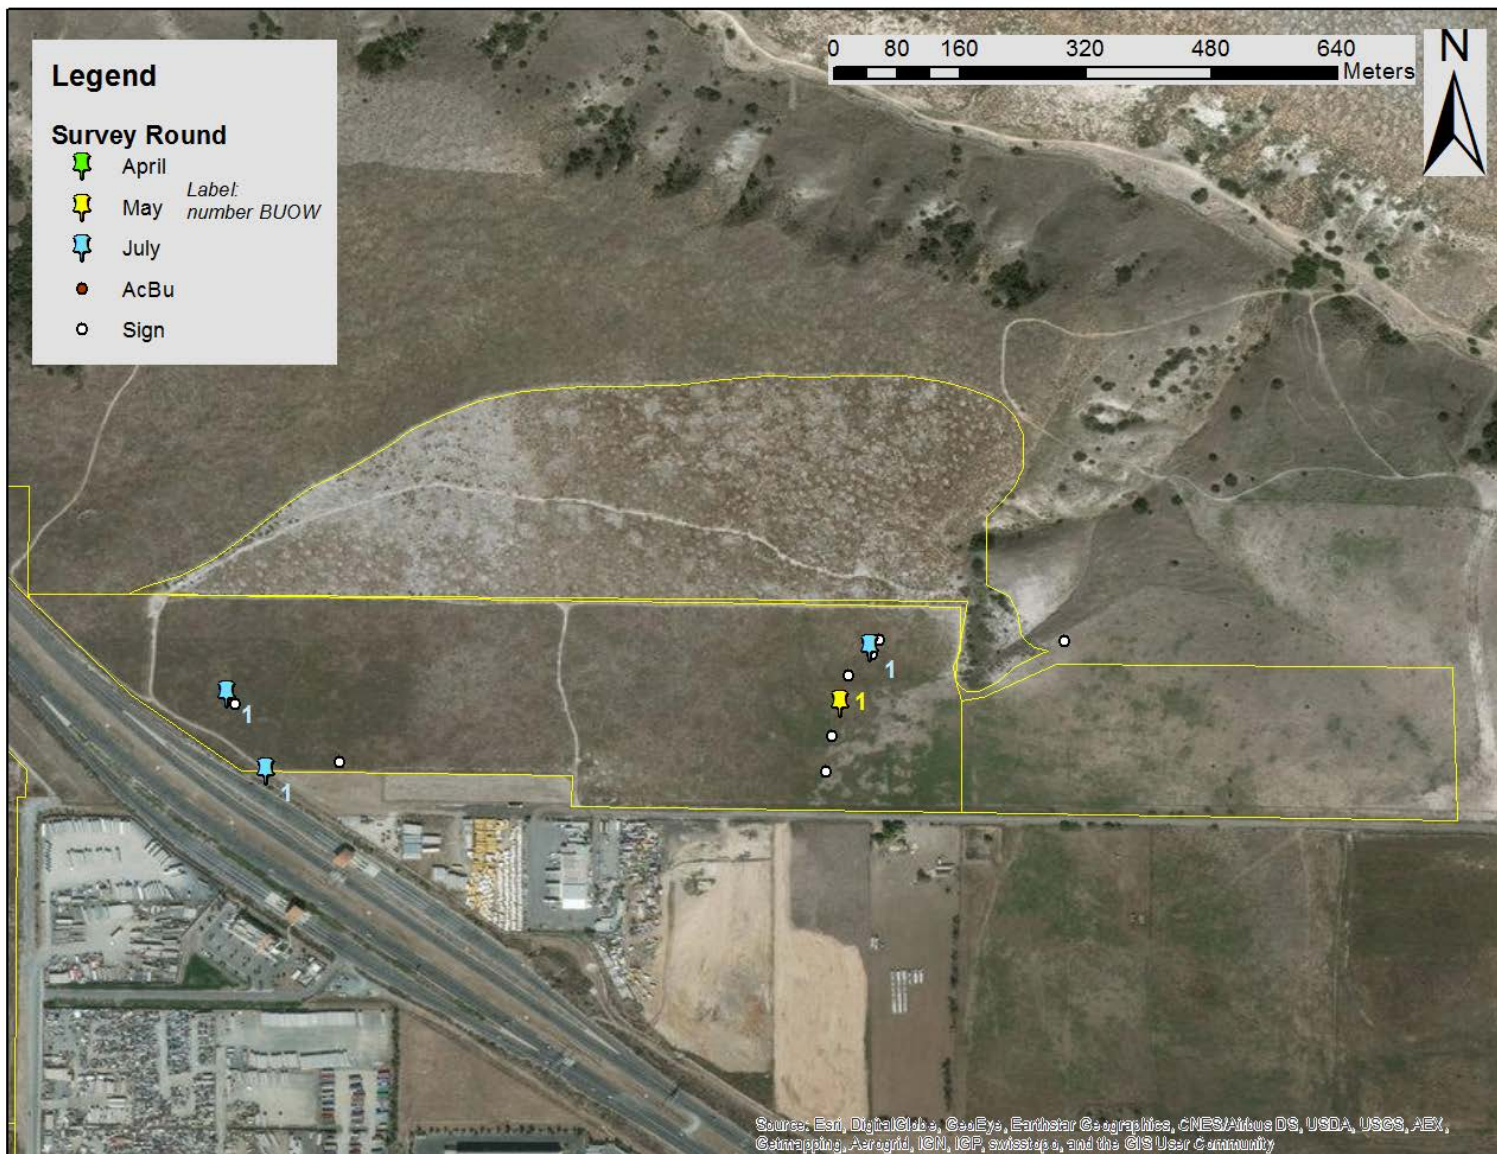 Legend
Survey Round
April
May
July
AcBu
Sign
Label:
number BUOW
0 80 160 320 480 640
Meters
N
1
1
1
1
Source: Esri, DigitalGlobe, GeoEye, Earthstar Geographics, CNES/Airbus DS, USDA, USGS, AEX,
Getmapping, Aerogrid, IGN, IGP, swisstopo, and the GIS User Community